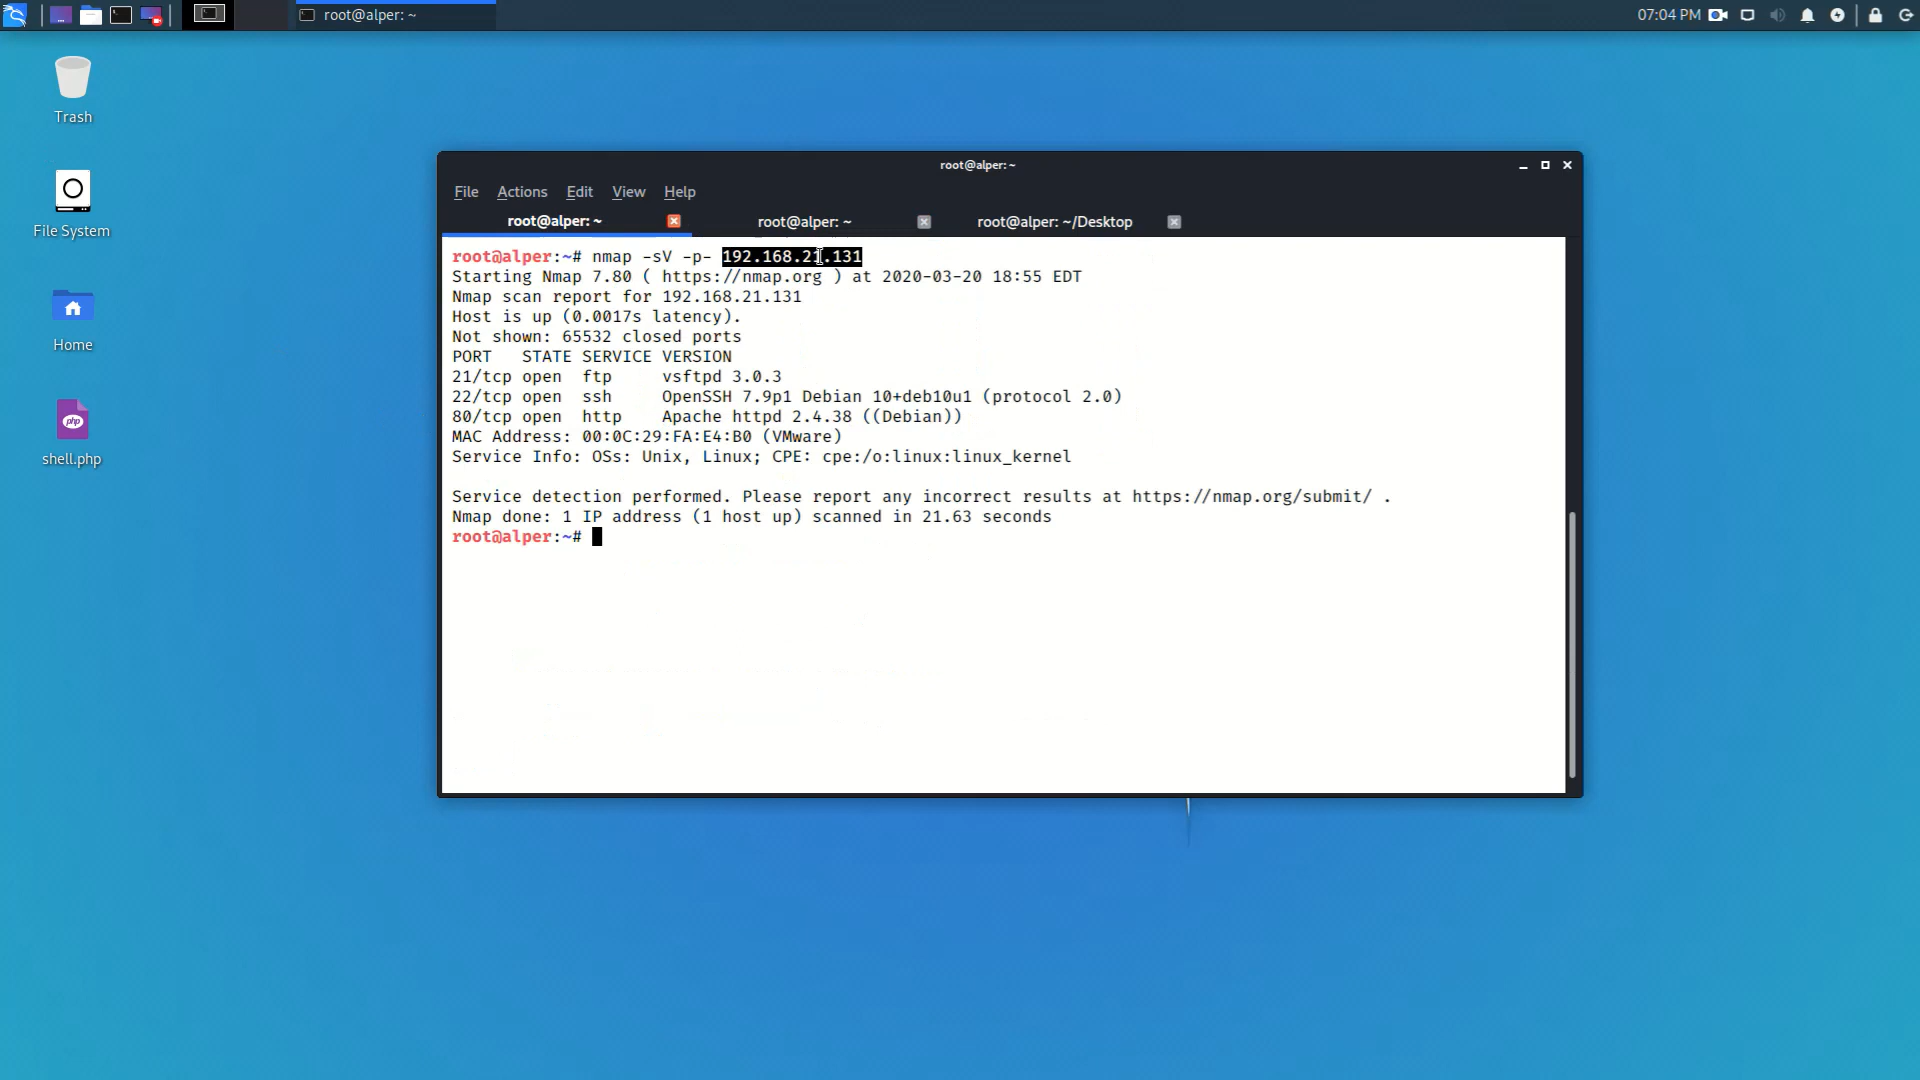 root@alper: ~
07:04 PM
Trash
File System
Home
php
shell.php
root@alper: ~
File Actions Edit View Help
root@alper: ~
root@alper: ~
root@alper: ~/Desktop
root@alper:~# nmap -sV -p- 192.168.21.131
Starting Nmap 7.80 ( https://nmap.org ) at 2020-03-20 18:55 EDT
Nmap scan report for 192.168.21.131
Host is up (0.0017s latency).
Not shown: 65532 closed ports
PORT   STATE SERVICE VERSION
21/tcp open  ftp     vsftpd 3.0.3
22/tcp open  ssh     OpenSSH 7.9p1 Debian 10+deb10u1 (protocol 2.0)
80/tcp open  http    Apache httpd 2.4.38 ((Debian))
MAC Address: 00:0C:29:FA:E4:B0 (VMware)
Service Info: OSs: Unix, Linux; CPE: cpe:/o:linux:linux_kernel
Service detection performed. Please report any incorrect results at https://nmap.org/submit/ .
Nmap done: 1 IP address (1 host up) scanned in 21.63 seconds
root@alper:~#